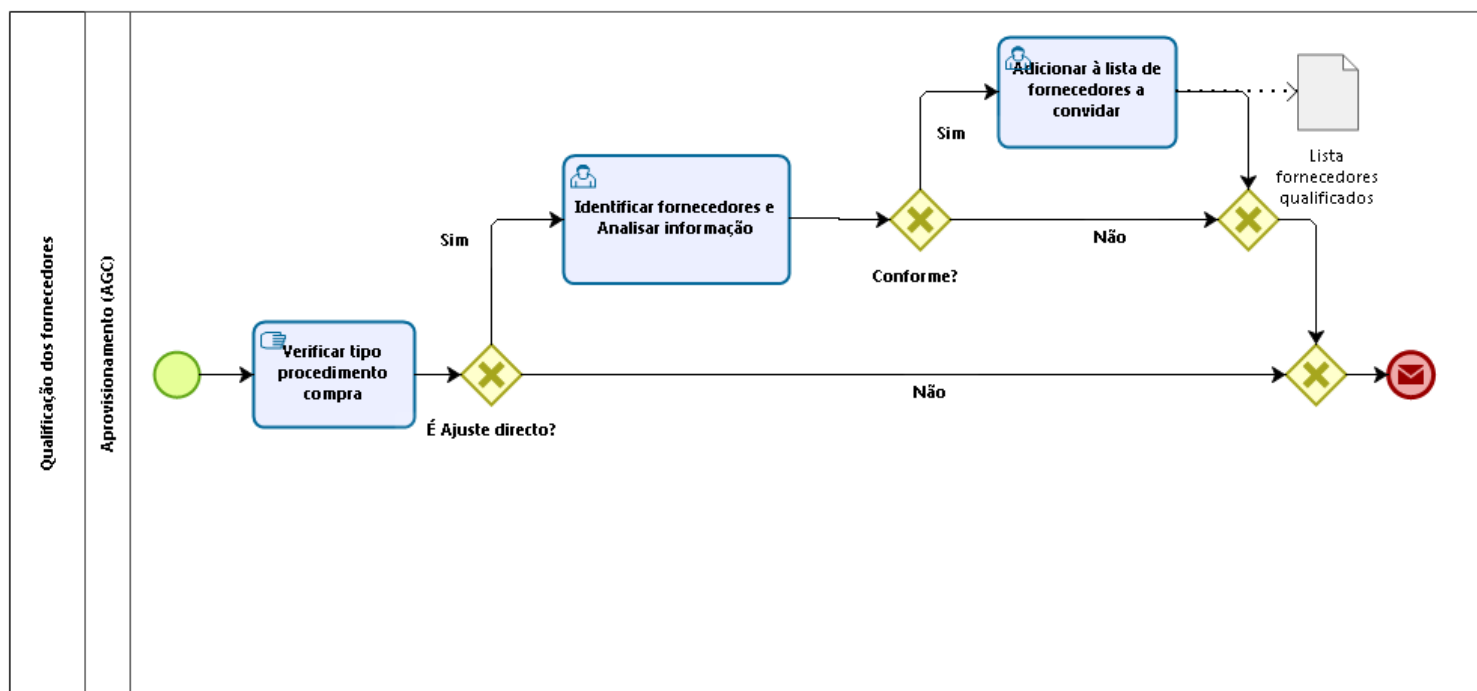 Qualificação dos fornecedores
Aprovisionamento (AGC)
Verificar tipo
procedimento
compra
É Ajuste directo?
Sim
Não
Identificar fornecedores e
Analisar informação
Conforme?
Sim
Não
Adicionar à lista de
fornecedores a
convidar
Lista
fornecedores
qualificados